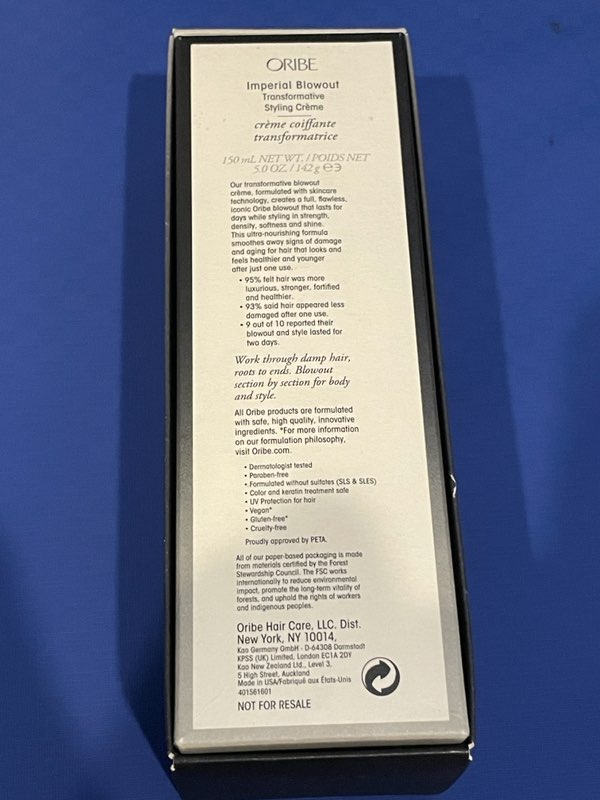 ORIBE
Imperial Blowout
Transformative
Styling Crème
crème coiffante
transformatrice
150 mL NET WT. / POIDS NET
5.0 OZ. / 142 g ℮
Our transformative blowout
crème, formulated with skincare
technology, creates a full, flawless,
iconic Oribe blowout that lasts for
days while styling in strength,
density, softness and shine.
This ultra-nourishing formula
smoothes away signs of damage
and aging for hair that looks and
feels healthier and younger
after just one use.
• 95% felt hair was more
luxurious, stronger, fortified
and healthier.
• 93% said hair appeared less
damaged after one use.
• 9 out of 10 reported their
blowout and style lasted for
two days.
Work through damp hair,
roots to ends. Blowout
section by section for body
and style.
All Oribe products are formulated
with safe, high quality, innovative
ingredients. *For more information
on our formulation philosophy,
visit Oribe.com.
• Dermatologist tested
• Paraben-free
• Formulated without sulfates (SLS & SLES)
• Color and keratin treatment safe
• UV Protection for hair
• Vegan*
• Gluten-free*
• Cruelty-free
Proudly approved by PETA.
All of our paper-based packaging is made
from materials certified by the Forest
Stewardship Council. The FSC works
internationally to reduce environmental
impact, promote the long-term vitality of
forests, and uphold the rights of workers
and indigenous peoples.
Oribe Hair Care, LLC. Dist.
New York, NY 10014,
Kao Germany GmbH · D-64308 Darmstadt
KPSS (UK) Limited, London EC1A 2DY
Kao New Zealand Ltd., Level 3,
5 High Street, Auckland
Made in USA/Fabriqué aux États-Unis
401561601
NOT FOR RESALE